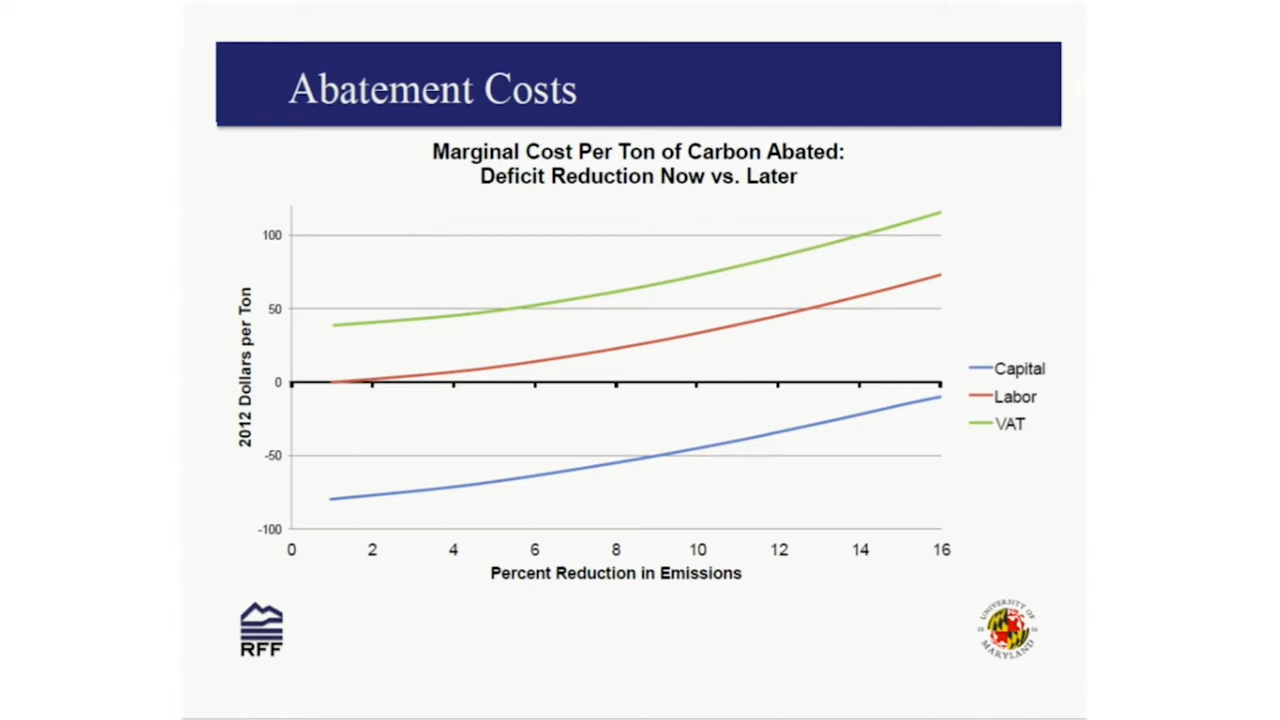 Abatement Costs
Marginal Cost Per Ton of Carbon Abated:
Deficit Reduction Now vs. Later
2012 Dollars per Ton
100
50
0
-50
-100
0 2 4 6 8 10 12 14 16
Percent Reduction in Emissions
Capital
Labor
VAT
RFF
UNIVERSITY OF
18 56
MARYLAND